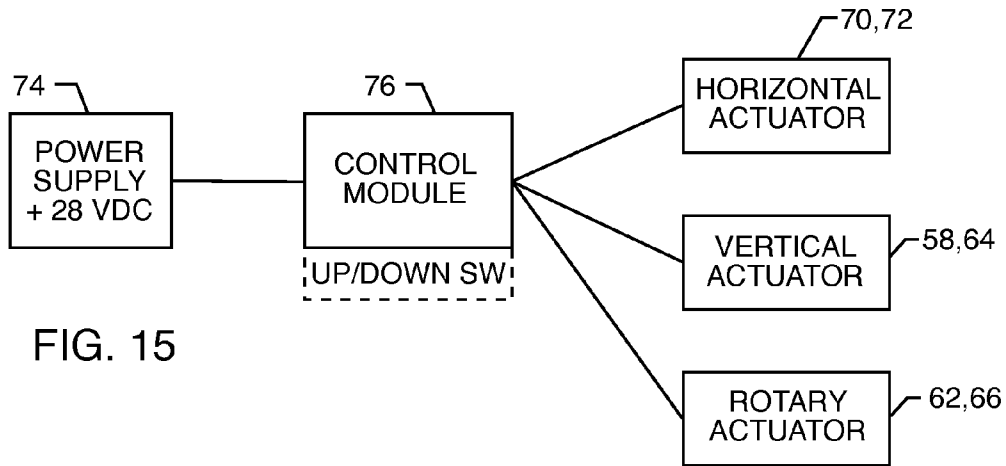 70,72
74
76
HORIZONTAL
ACTUATOR
POWER
SUPPLY
+ 28 VDC
CONTROL
MODULE
UP/DOWN SW
VERTICAL
ACTUATOR
58,64
FIG. 15
ROTARY
ACTUATOR
62,66